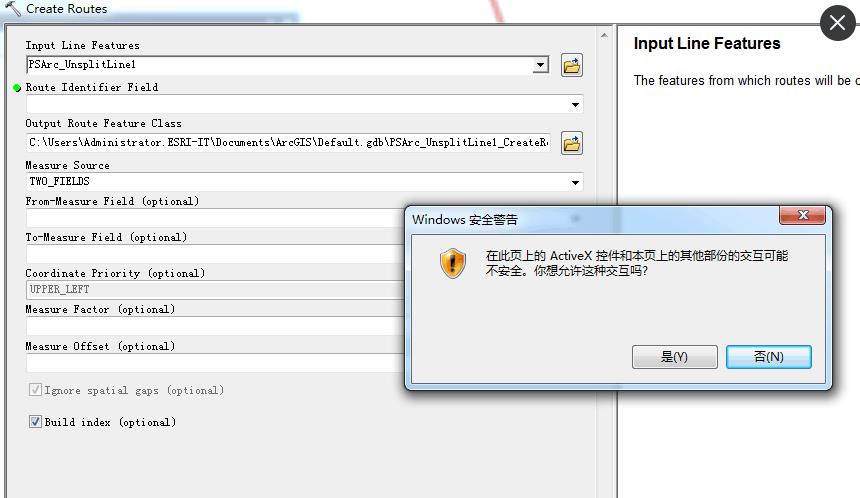 Create Routes
Input Line Features
PSArc_UnsplitLine1
Route Identifier Field
Output Route Feature Class
C:\Users\Administrator.ESRI-IT\Documents\ArcGIS\Default.gdb\PSArc_UnsplitLine1_CreateR
Measure Source
TWO_FIELDS
From-Measure Field (optional)
To-Measure Field (optional)
Coordinate Priority (optional)
UPPER_LEFT
Measure Factor (optional)
Measure Offset (optional)
Ignore spatial gaps (optional)
Build index (optional)
Input Line Features
The features from which routes will be
Windows 安全警告
在此页上的 ActiveX 控件和本页上的其他部份的交互可能
不安全。你想允许这种交互吗?
是(Y)
否(N)